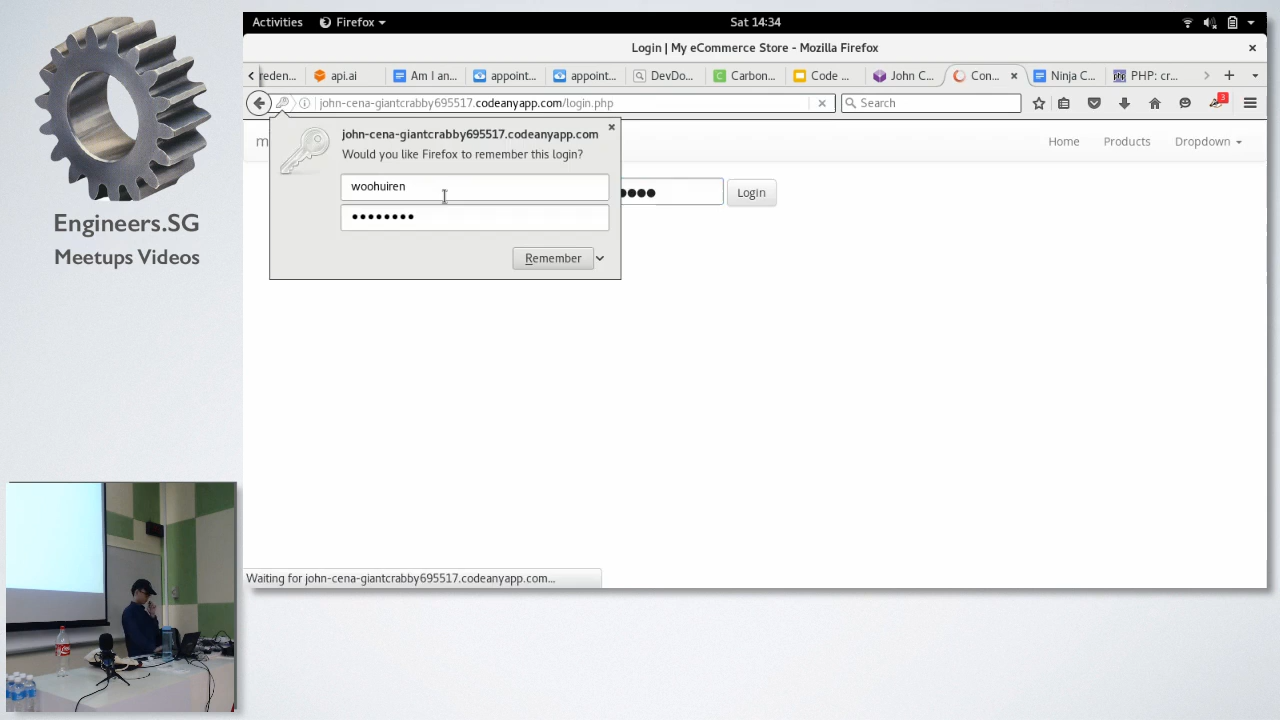 Engineers.SG
Meetups Videos
Activities
Firefox
Sat 14:34
Login | My eCommerce Store - Mozilla Firefox
reden...
api.ai
Am I an...
appoint...
appoint...
DevDo...
Carbon...
Code ...
John C...
Con...
Ninja C...
PHP: cr...
john-cena-giantcrabby695517.codeanyapp.com/login.php
Search
3
m
Home
Products
Dropdown
john-cena-giantcrabby695517.codeanyapp.com
Would you like Firefox to remember this login?
woohuiren
Login
Remember
Waiting for john-cena-giantcrabby695517.codeanyapp.com...